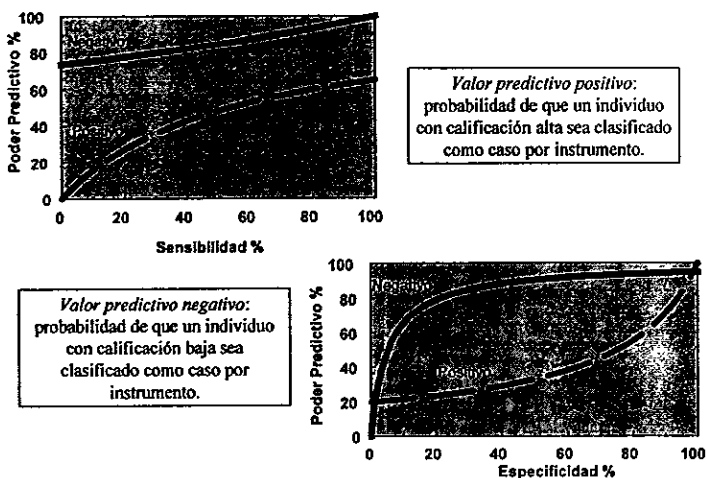 100
80
60
40
20
0
Poder Predictivo %
Negativo
Positivo
0 20 40 60 80 100
Sensibilidad %
Valor predictivo positivo:
probabilidad de que un individuo
con calificación alta sea clasificado
como caso por instrumento.
Valor predictivo negativo:
probabilidad de que un individuo
con calificación baja sea
clasificado como caso por
instrumento.
100
80
60
40
20
0
Poder Predictivo %
Negativo
Positivo
0 20 40 60 80 100
Especificidad %